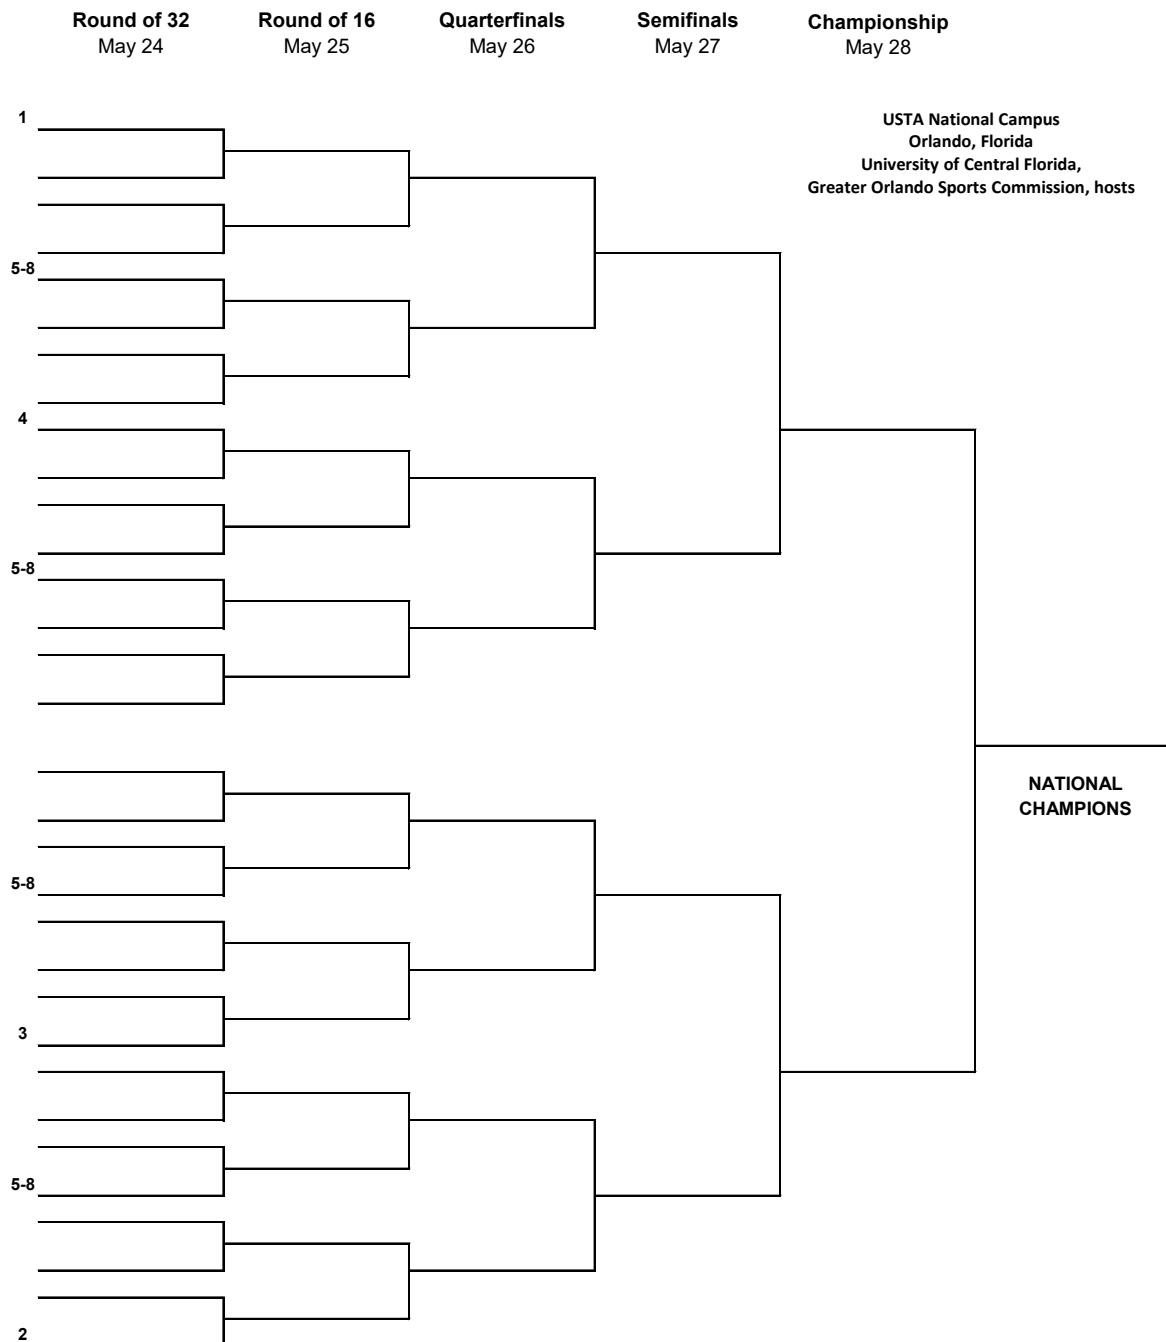 Round of 32
May 24
Round of 16
May 25
Quarterfinals
May 26
Semifinals
May 27
Championship
May 28
USTA National Campus
Orlando, Florida
University of Central Florida,
Greater Orlando Sports Commission, hosts
1
5-8
4
5-8
NATIONAL
CHAMPIONS
5-8
3
5-8
2